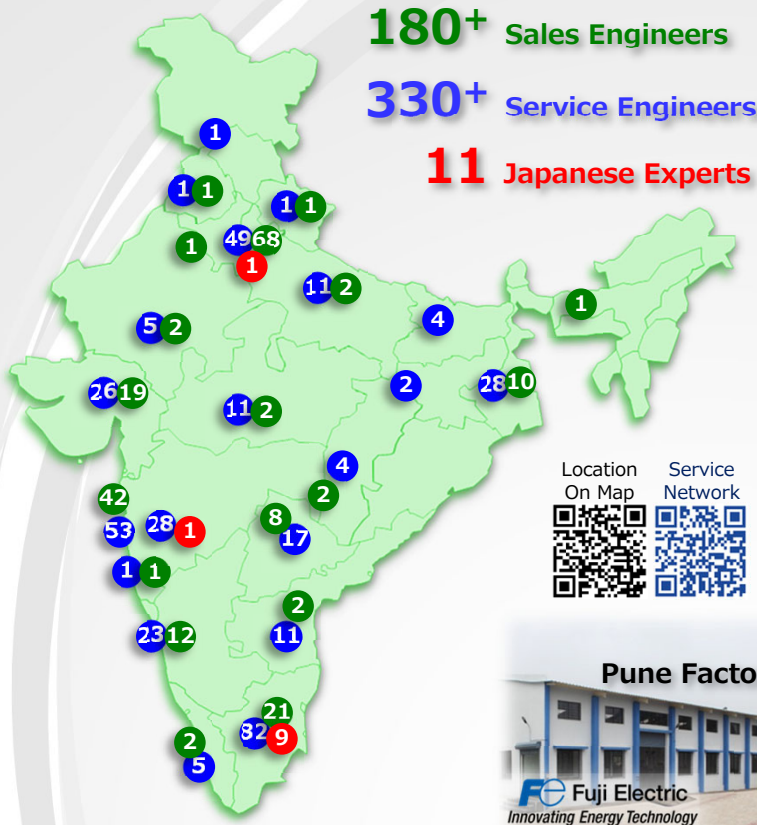 180+ Sales Engineers
330+ Service Engineers
11 Japanese Experts
1
1 1
1 1
1
49 68
1
11 2
1
4
5 2
26 19
11 2
2
28 10
4
2
42
53
28 1
8
17
1 1
2
23 12
11
21
32 9
2
5
Location
On Map
Service
Network
Pune Facto
Fuji Electric
Innovating Energy Technology